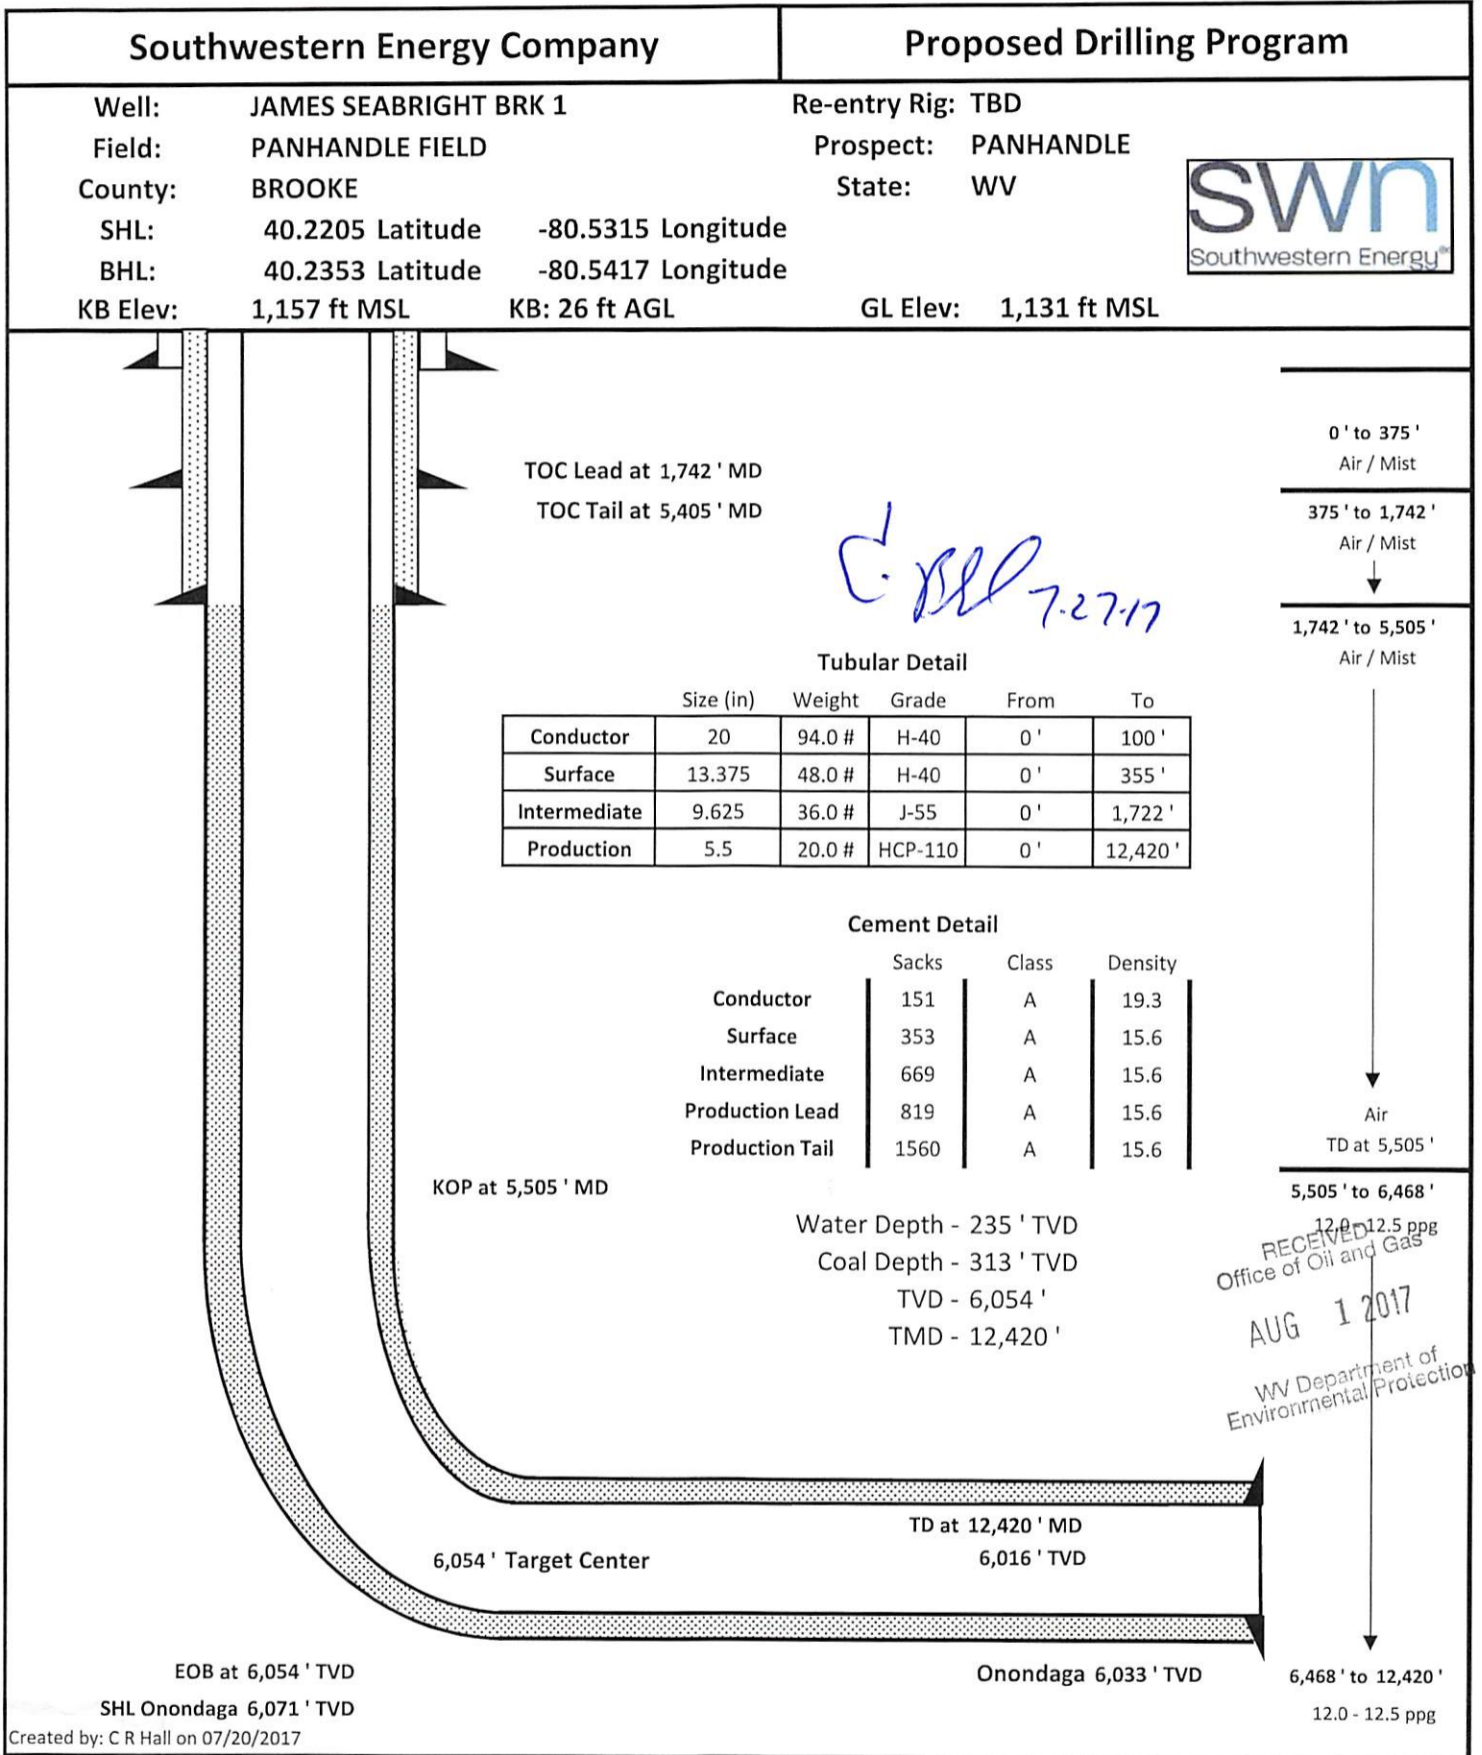 Southwestern Energy Company
Proposed Drilling Program
Well: JAMES SEABRIGHT BRK 1 Re-entry Rig: TBD
Field: PANHANDLE FIELD Prospect: PANHANDLE
County: BROOKE State: WV
SHL: 40.2205 Latitude -80.5315 Longitude
BHL: 40.2353 Latitude -80.5417 Longitude
KB Elev: 1,157 ft MSL KB: 26 ft AGL GL Elev: 1,131 ft MSL
swn
Southwestern Energy®
0 ' to 375 '
Air / Mist
TOC Lead at 1,742 ' MD
TOC Tail at 5,405 ' MD
375 ' to 1,742 '
Air / Mist
7-27-17
1,742 ' to 5,505 '
Air / Mist
Tubular Detail
Size (in) Weight Grade From To
Conductor 20 94.0 # H-40 0 ' 100 '
Surface 13.375 48.0 # H-40 0 ' 355 '
Intermediate 9.625 36.0 # J-55 0 ' 1,722 '
Production 5.5 20.0 # HCP-110 0 ' 12,420 '
Cement Detail
Sacks Class Density
Conductor 151 A 19.3
Surface 353 A 15.6
Intermediate 669 A 15.6
Production Lead 819 A 15.6
Production Tail 1560 A 15.6
Air
TD at 5,505 '
KOP at 5,505 ' MD
5,505 ' to 6,468 '
12.0 - 12.5 ppg
Water Depth - 235 ' TVD
Coal Depth - 313 ' TVD
TVD - 6,054 '
TMD - 12,420 '
RECEIVED
Office of Oil and Gas
AUG 1 2017
WV Department of
Environmental Protection
TD at 12,420 ' MD
6,054 ' Target Center
6,016 ' TVD
EOB at 6,054 ' TVD
Onondaga 6,033 ' TVD
6,468 ' to 12,420 '
SHL Onondaga 6,071 ' TVD
12.0 - 12.5 ppg
Created by: C R Hall on 07/20/2017